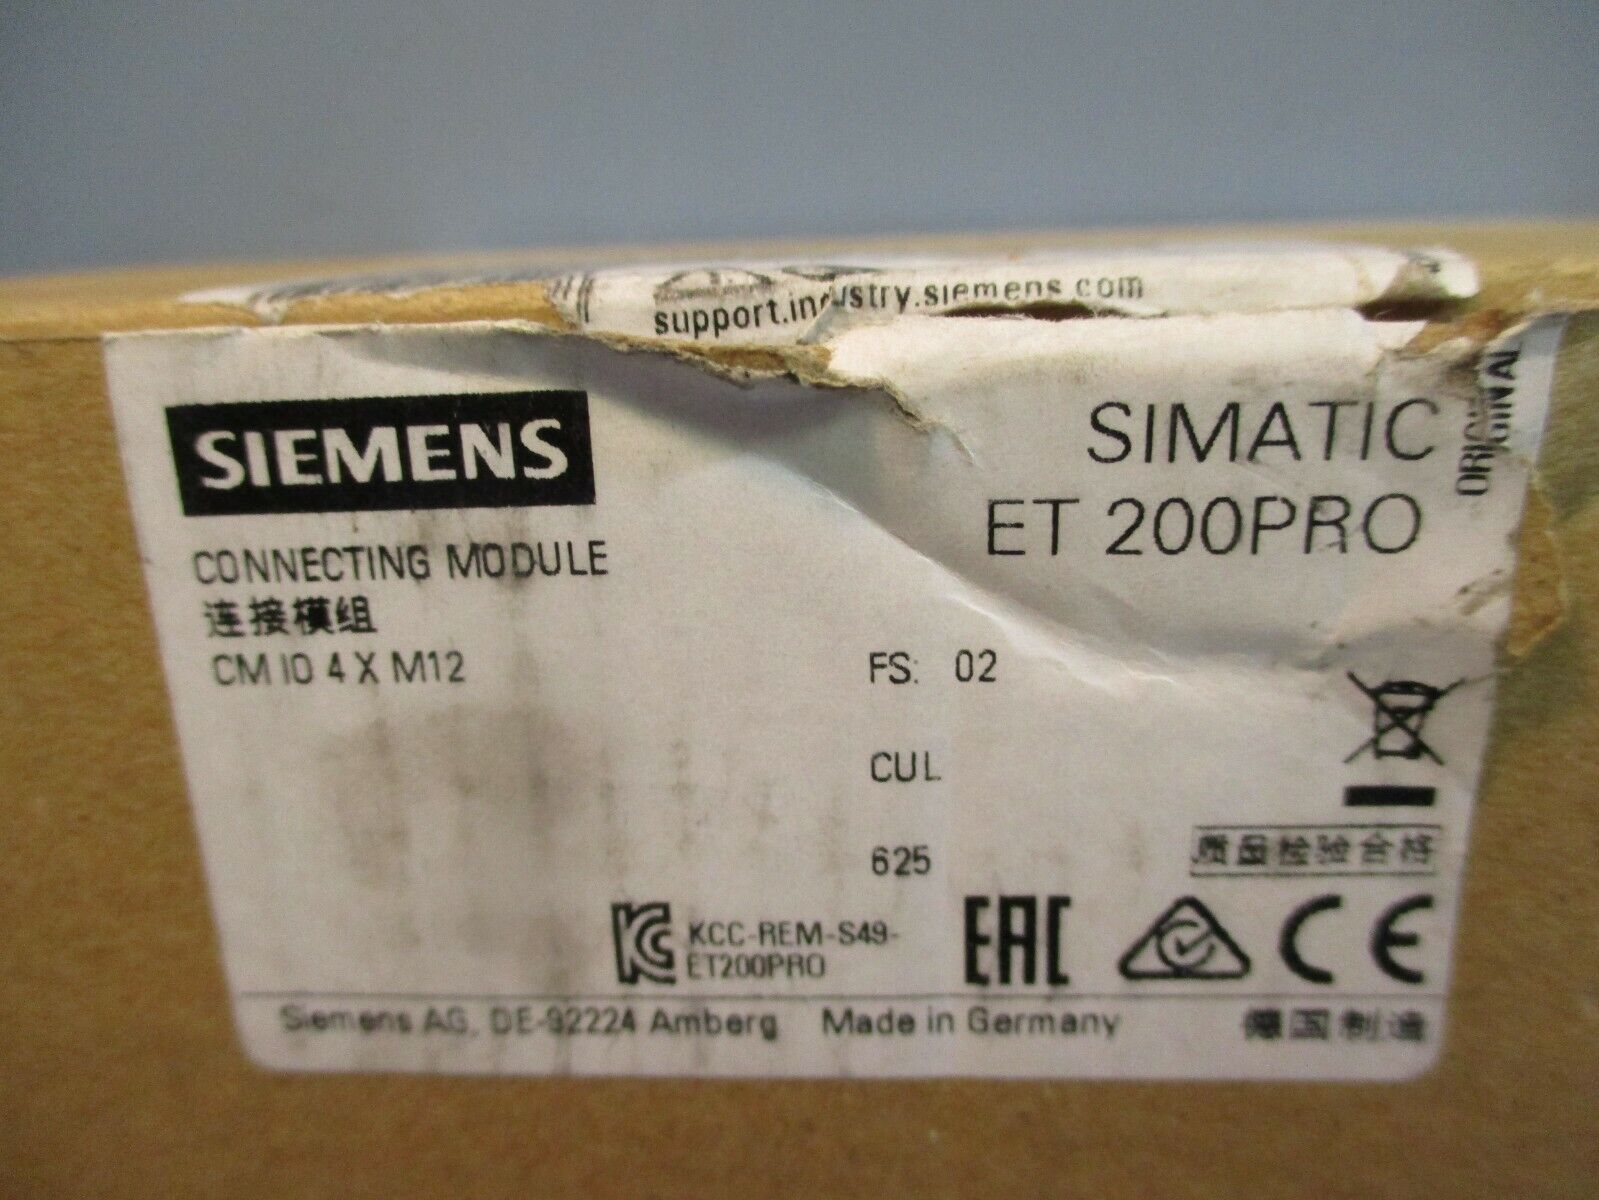 support.industry.siemens.com
SIEMENS
SIMATIC
ET 200PRO
ORIGINAL
CONNECTING MODULE
连接模组
CM IO 4 X M12
FS: 02
CUL
625
质量检验合格
KCC-REM-S49-
ET200PRO
EAC
CE
Siemens AG, DE-92224 Amberg Made in Germany 德国制造